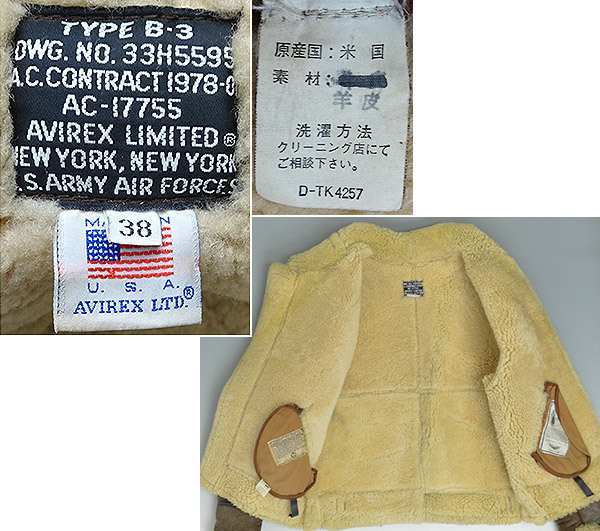 TYPE B-3
DWG. NO. 33H5595
A.C. CONTRACT 1978-0
AC-17755
AVIREX LIMITED®
NEW YORK, NEW YORK
U.S. ARMY AIR FORCES
38
U. S. A.
AVIREX LTD.®
原産国:米国
素材:
羊皮
洗濯方法
クリーニング店にて
ご相談下さい。
D-TK4257